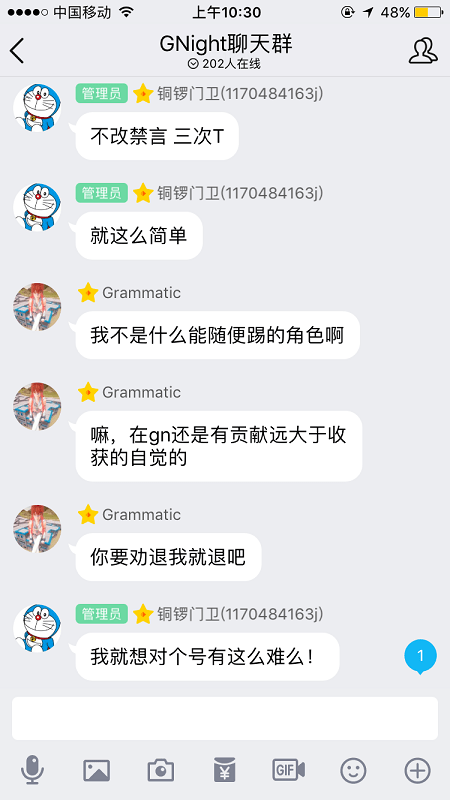 中国移动 上午10:30 48%
GNight聊天群
202人在线
管理员 铜锣门卫(1170484163j)
不改禁言 三次T
管理员 铜锣门卫(1170484163j)
就这么简单
Grammatic
我不是什么能随便踢的角色啊
Grammatic
嘛，在gn还是有贡献远大于收
获的自觉的
Grammatic
你要劝退我就退吧
管理员 铜锣门卫(1170484163j)
我就想对个号有这么难么！
1
¥
GIF